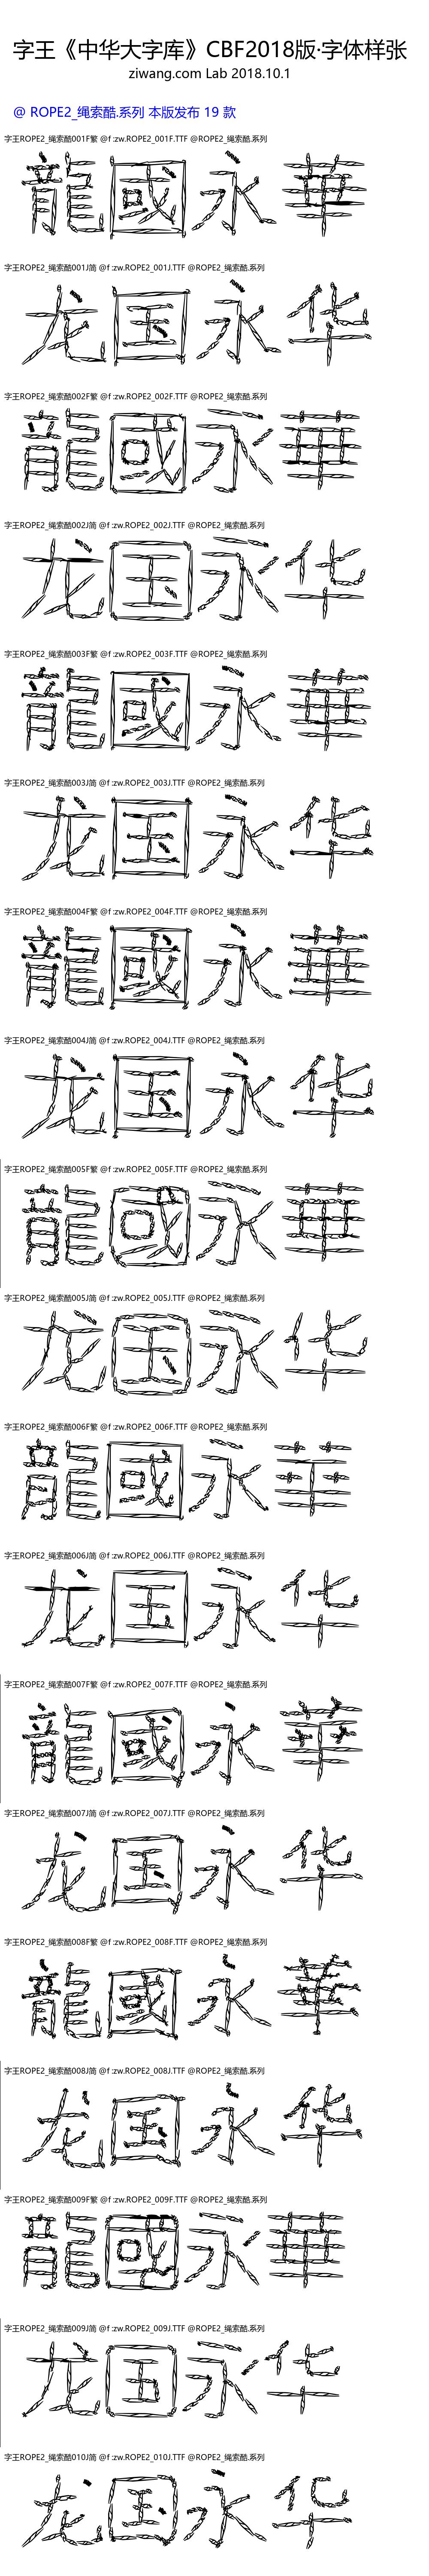 字王《中华大字库》CBF2018版·字体样张
ziwang.com Lab 2018.10.1
@ ROPE2_绳索酷.系列 本版发布 19 款
字王ROPE2_绳索酷001F繁 @f :zw.ROPE2_001F.TTF @ROPE2_绳索酷.系列
龍國永華
字王ROPE2_绳索酷001J简 @f :zw.ROPE2_001J.TTF @ROPE2_绳索酷.系列
龙国永华
字王ROPE2_绳索酷002F繁 @f :zw.ROPE2_002F.TTF @ROPE2_绳索酷.系列
龍國永華
字王ROPE2_绳索酷002J简 @f :zw.ROPE2_002J.TTF @ROPE2_绳索酷.系列
龙国永华
字王ROPE2_绳索酷003F繁 @f :zw.ROPE2_003F.TTF @ROPE2_绳索酷.系列
龍國永華
字王ROPE2_绳索酷003J简 @f :zw.ROPE2_003J.TTF @ROPE2_绳索酷.系列
龙国永华
字王ROPE2_绳索酷004F繁 @f :zw.ROPE2_004F.TTF @ROPE2_绳索酷.系列
龍國永華
字王ROPE2_绳索酷004J简 @f :zw.ROPE2_004J.TTF @ROPE2_绳索酷.系列
龙国永华
字王ROPE2_绳索酷005F繁 @f :zw.ROPE2_005F.TTF @ROPE2_绳索酷.系列
龍國永華
字王ROPE2_绳索酷005J简 @f :zw.ROPE2_005J.TTF @ROPE2_绳索酷.系列
龙国永华
字王ROPE2_绳索酷006F繁 @f :zw.ROPE2_006F.TTF @ROPE2_绳索酷.系列
龍國永華
字王ROPE2_绳索酷006J简 @f :zw.ROPE2_006J.TTF @ROPE2_绳索酷.系列
龙国永华
字王ROPE2_绳索酷007F繁 @f :zw.ROPE2_007F.TTF @ROPE2_绳索酷.系列
龍國永華
字王ROPE2_绳索酷007J简 @f :zw.ROPE2_007J.TTF @ROPE2_绳索酷.系列
龙国永华
字王ROPE2_绳索酷008F繁 @f :zw.ROPE2_008F.TTF @ROPE2_绳索酷.系列
龍國永華
字王ROPE2_绳索酷008J简 @f :zw.ROPE2_008J.TTF @ROPE2_绳索酷.系列
龙国永华
字王ROPE2_绳索酷009F繁 @f :zw.ROPE2_009F.TTF @ROPE2_绳索酷.系列
龍國永華
字王ROPE2_绳索酷009J简 @f :zw.ROPE2_009J.TTF @ROPE2_绳索酷.系列
龙国永华
字王ROPE2_绳索酷010J简 @f :zw.ROPE2_010J.TTF @ROPE2_绳索酷.系列
龙国永华